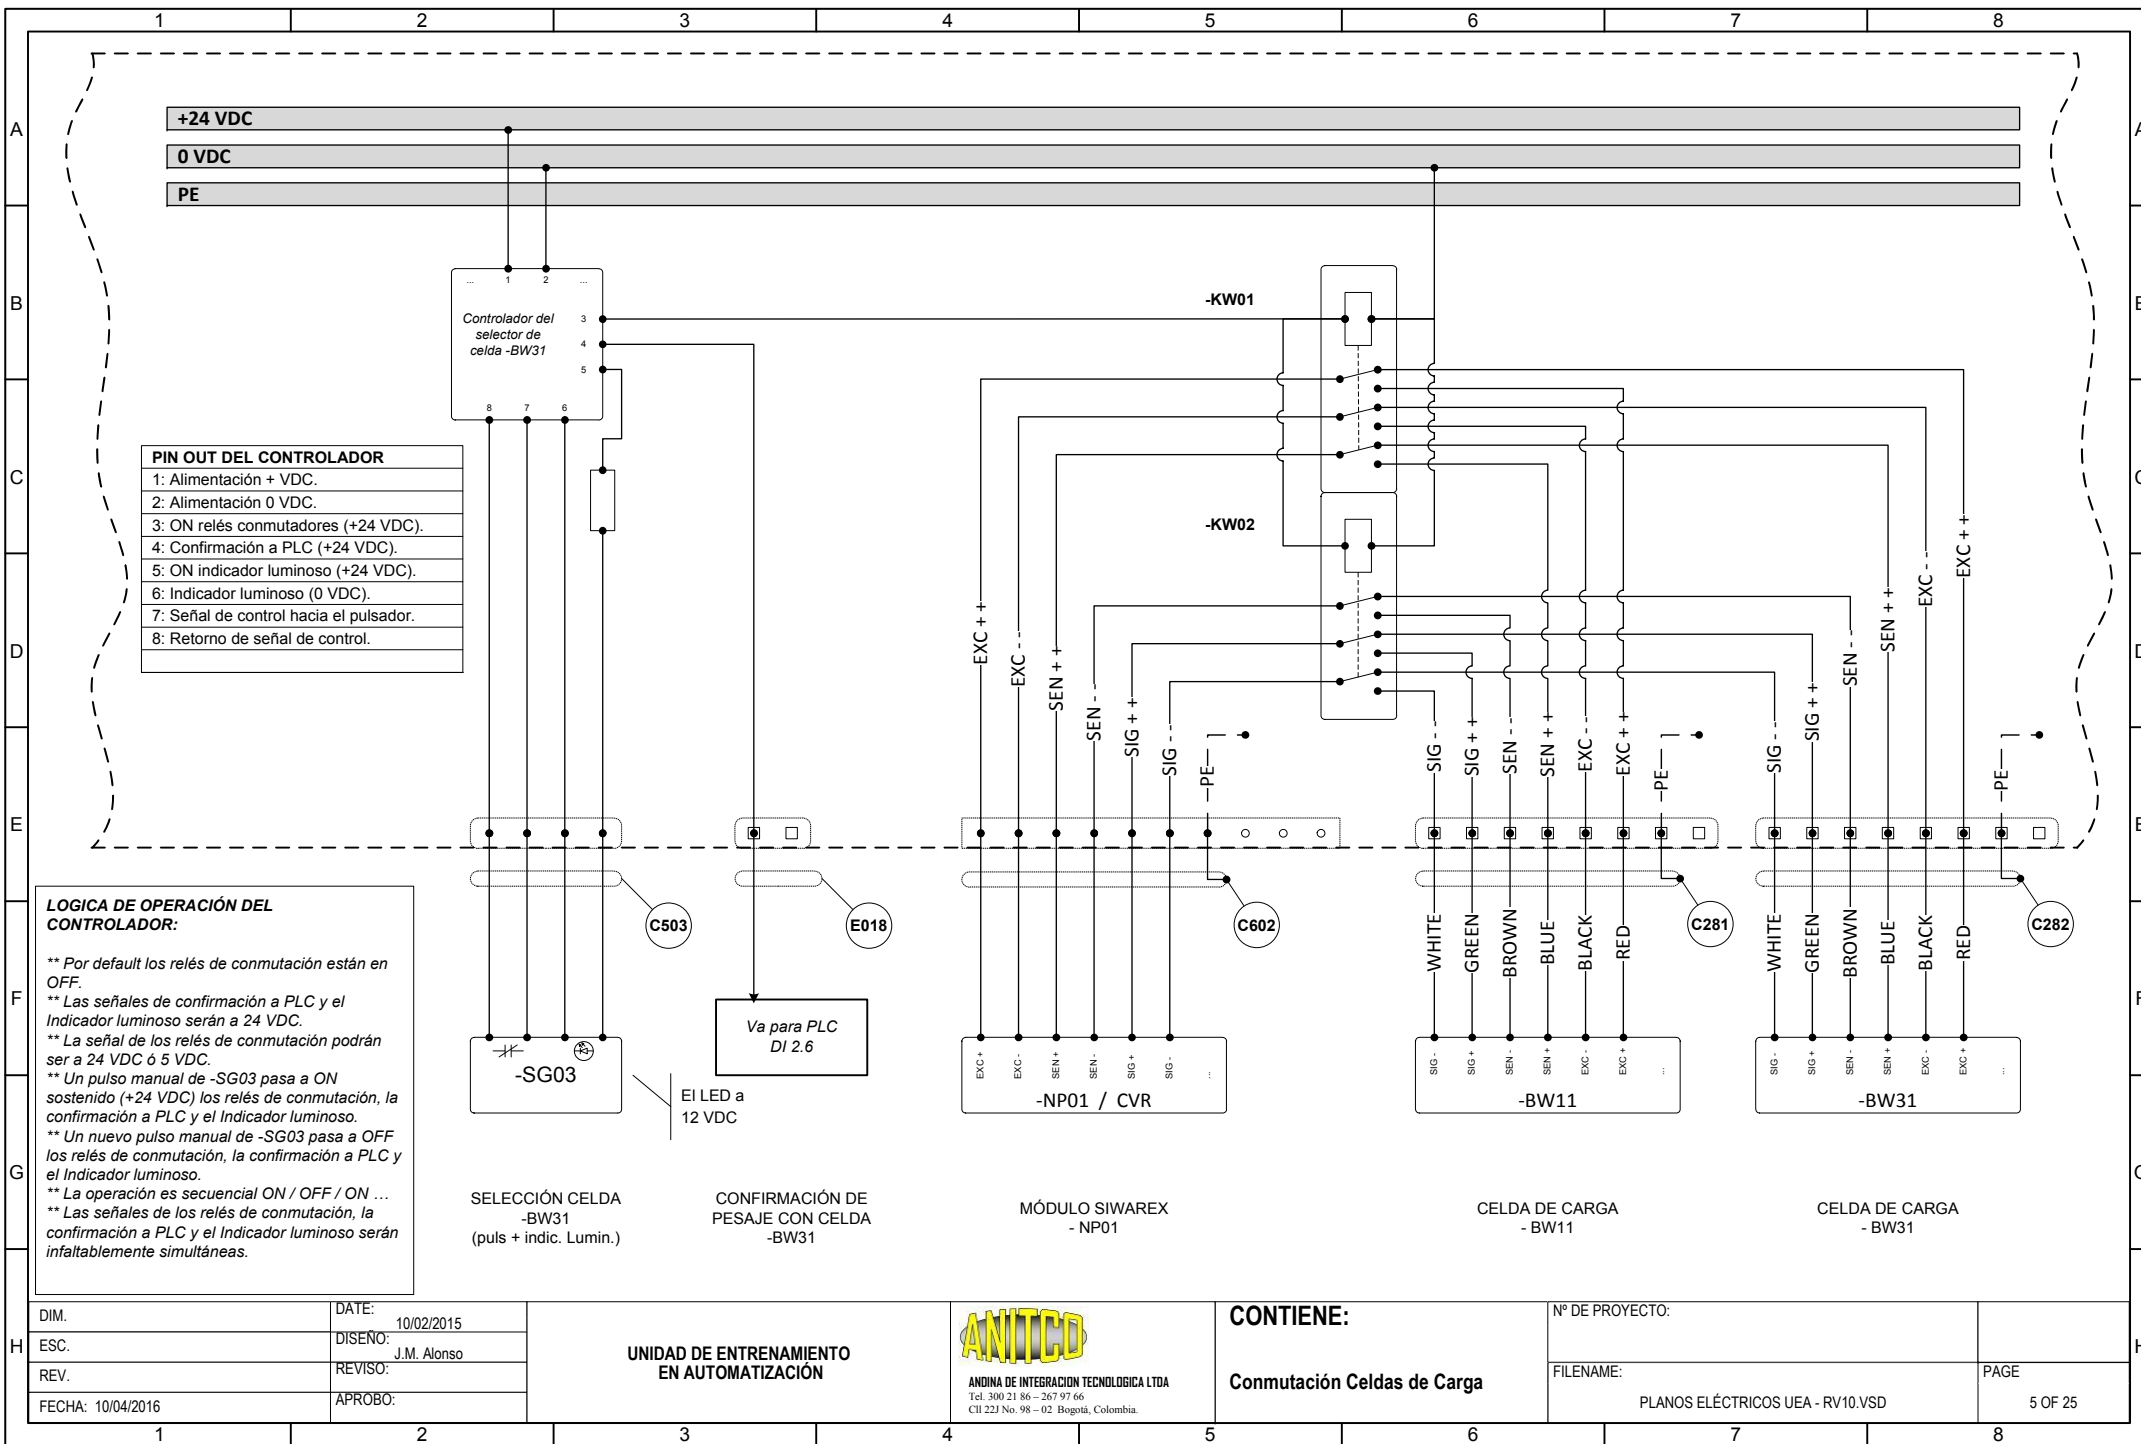 1 2 3 4 5 6 7 8
A
B
C
D
E
F
G
H
+24 VDC
0 VDC
PE
... 1 2 ...
Controlador del
selector de
celda -BW31
3
4
5
8 7 6
-KW01
-KW02
PIN OUT DEL CONTROLADOR
1: Alimentación + VDC.
2: Alimentación 0 VDC.
3: ON relés conmutadores (+24 VDC).
4: Confirmación a PLC (+24 VDC).
5: ON indicador luminoso (+24 VDC).
6: Indicador luminoso (0 VDC).
7: Señal de control hacia el pulsador.
8: Retorno de señal de control.
EXC + +
EXC - -
SEN + +
SEN - -
SIG + +
SIG - -
PE
SIG - -
SIG + +
SEN - -
SEN + +
EXC - -
EXC + +
PE
SIG - -
SIG + +
SEN - -
SEN + +
EXC - -
EXC + +
PE
C503
E018
C602
C281
C282
WHITE
GREEN
BROWN
BLUE
BLACK
RED
WHITE
GREEN
BROWN
BLUE
BLACK
RED
LOGICA DE OPERACIÓN DEL
CONTROLADOR:
** Por default los relés de conmutación están en
OFF.
** Las señales de confirmación a PLC y el
Indicador luminoso serán a 24 VDC.
** La señal de los relés de conmutación podrán
ser a 24 VDC ó 5 VDC.
** Un pulso manual de -SG03 pasa a ON
sostenido (+24 VDC) los relés de conmutación, la
confirmación a PLC y el Indicador luminoso.
** Un nuevo pulso manual de -SG03 pasa a OFF
los relés de conmutación, la confirmación a PLC y
el Indicador luminoso.
** La operación es secuencial ON / OFF / ON …
** Las señales de los relés de conmutación, la
confirmación a PLC y el Indicador luminoso serán
infaltablemente simultáneas.
-SG03
El LED a
12 VDC
Va para PLC
DI 2.6
EXC + EXC - SEN + SEN - SIG + SIG - ...
-NP01 / CVR
SIG - SIG + SEN - SEN + EXC - EXC + ...
-BW11
SIG - SIG + SEN - SEN + EXC - EXC + ...
-BW31
SELECCIÓN CELDA
-BW31
(puls + indic. Lumin.)
CONFIRMACIÓN DE
PESAJE CON CELDA
-BW31
MÓDULO SIWAREX
- NP01
CELDA DE CARGA
- BW11
CELDA DE CARGA
- BW31
DIM.
ESC.
REV.
FECHA: 10/04/2016
DATE:
10/02/2015
DISEÑO:
J.M. Alonso
REVISO:
APROBO:
UNIDAD DE ENTRENAMIENTO
EN AUTOMATIZACIÓN
ANITCO
ANDINA DE INTEGRACION TECNOLOGICA LTDA
Tel. 300 21 86 – 267 97 66
Cll 22J No. 98 – 02 Bogotá, Colombia.
CONTIENE:
Conmutación Celdas de Carga
Nº DE PROYECTO:
FILENAME:
PLANOS ELÉCTRICOS UEA - RV10.VSD
PAGE
5 OF 25
1 2 3 4 5 6 7 8